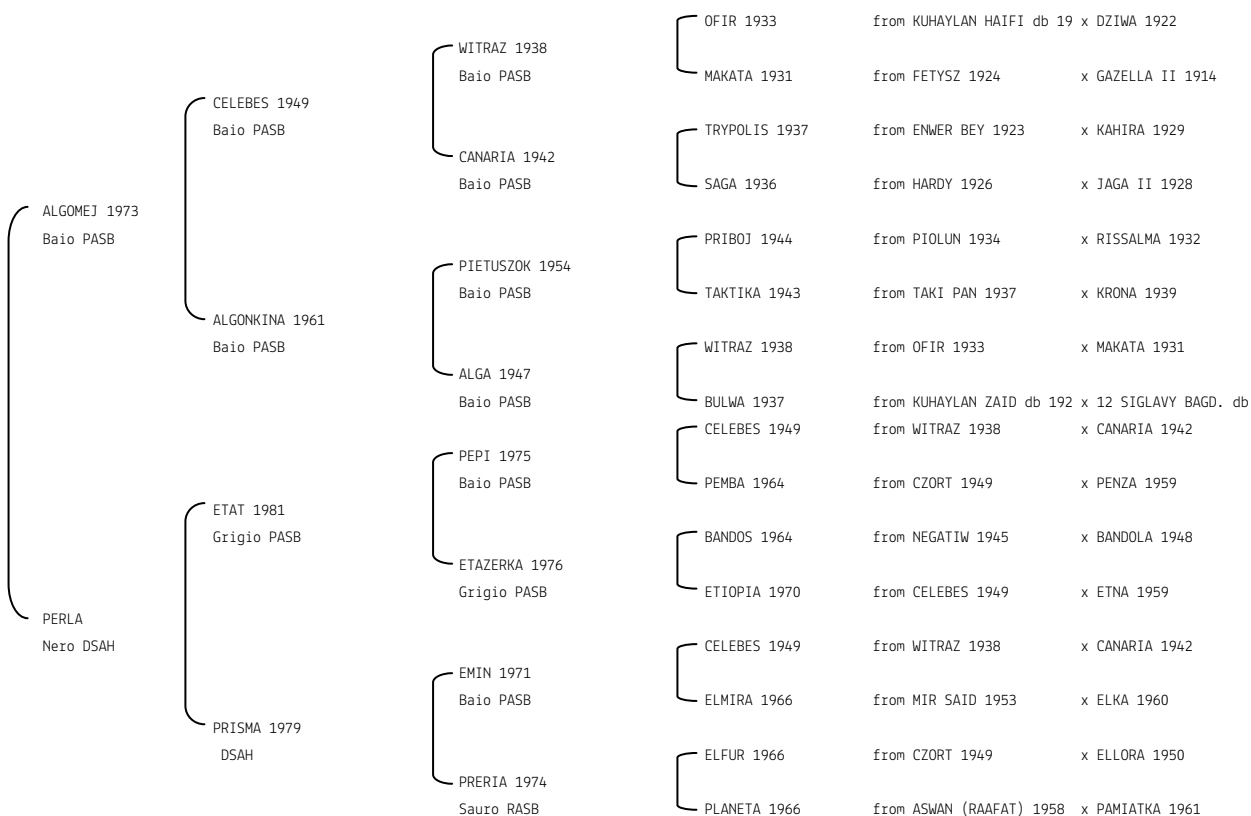 OFIR 1933 from KUHAYLAN HAIFI db 19 x DZIWA 1922
WITRAZ 1938
Baio PASB MAKATA 1931 from FETYSZ 1924 x GAZELLA II 1914
CELEBES 1949
Baio PASB TRYPOLIS 1937 from ENWER BEY 1923 x KAHIRA 1929
CANARIA 1942
Baio PASB SAGA 1936 from HARDY 1926 x JAGA II 1928
ALGOMEJ 1973
Baio PASB PRIBOJ 1944 from PIOLUN 1934 x RISSALMA 1932
PIETUSZOK 1954
Baio PASB TAKTIKA 1943 from TAKI PAN 1937 x KRONA 1939
ALGONKINA 1961
Baio PASB WITRAZ 1938 from OFIR 1933 x MAKATA 1931
ALGA 1947
Baio PASB BULWA 1937 from KUHAYLAN ZAID db 192 x 12 SIGLAVY BAGD. db
CELEBES 1949 from WITRAZ 1938 x CANARIA 1942
PEPI 1975
Baio PASB PEMBA 1964 from CZORT 1949 x PENZA 1959
ETAT 1981
Grigio PASB BANDOS 1964 from NEGATIW 1945 x BANDOLA 1948
ETAZERKA 1976
Grigio PASB ETIOPIA 1970 from CELEBES 1949 x ETNA 1959
PERLA
Nero DSAH CELEBES 1949 from WITRAZ 1938 x CANARIA 1942
EMIN 1971
Baio PASB ELMIRA 1966 from MIR SAID 1953 x ELKA 1960
PRISMA 1979
DSAH ELFUR 1966 from CZORT 1949 x ELLORA 1950
PRERIA 1974
Sauro RASB PLANETA 1966 from ASWAN (RAAFAT) 1958 x PAMIATKA 1961